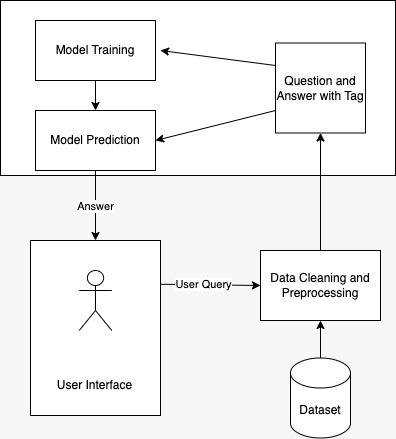 Model Training
Question and
Answer with Tag
Model Prediction
Answer
User Query
Data Cleaning and
Preprocessing
User Interface
Dataset